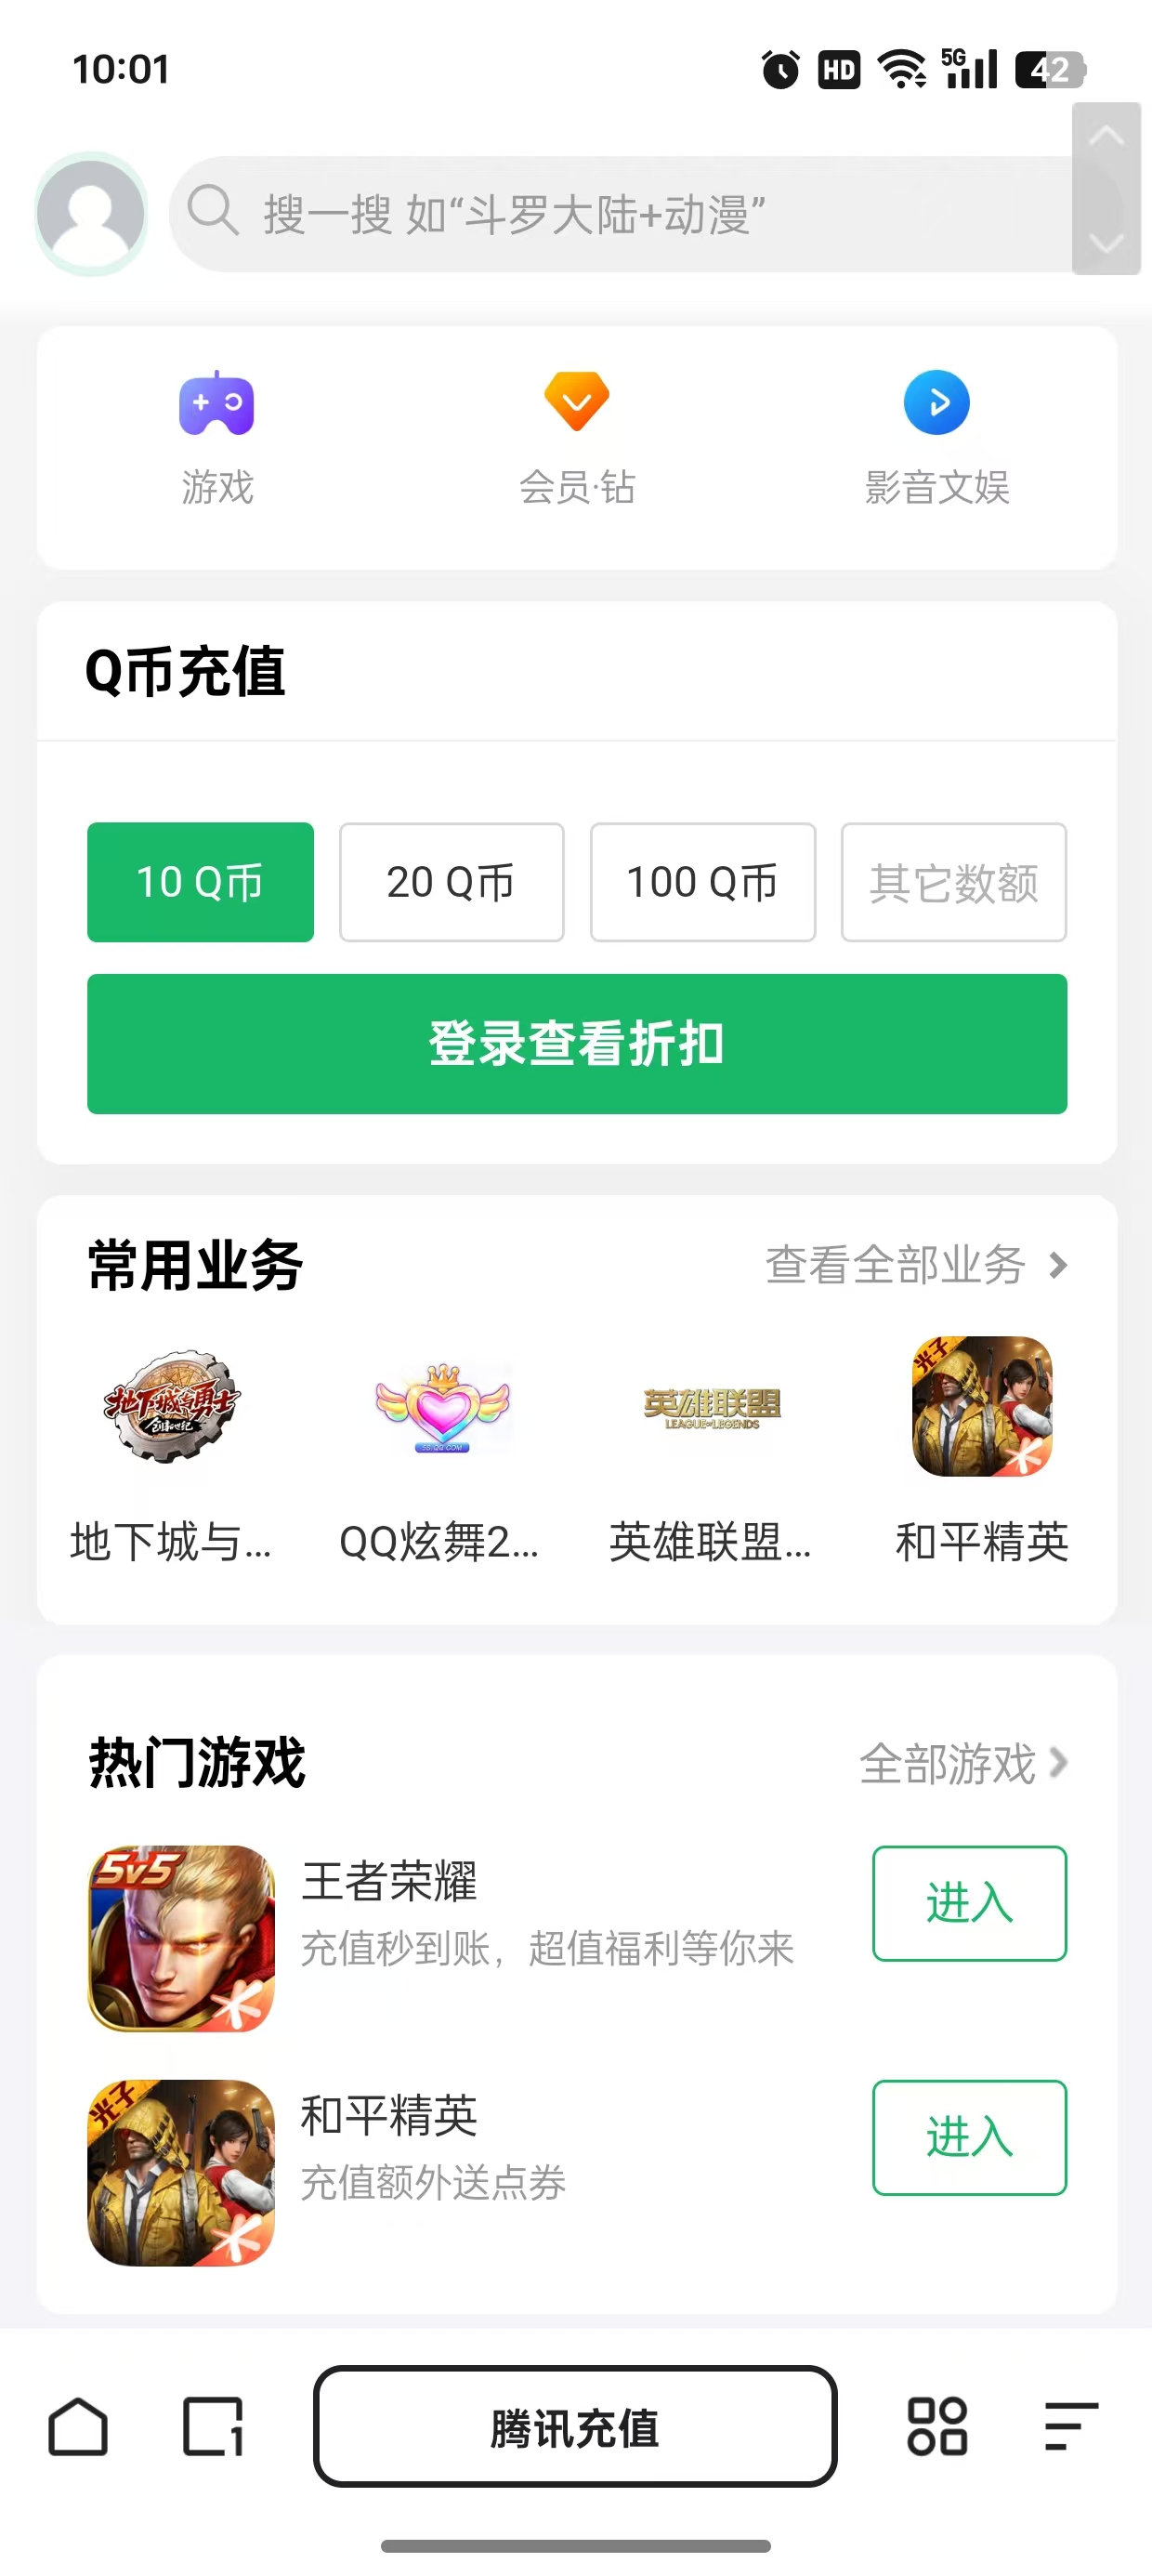 10:01
HD
5G
42
搜一搜 如“斗罗大陆+动漫”
游戏
会员·钻
影音文娱
Q币充值
10 Q币
20 Q币
100 Q币
其它数额
登录查看折扣
常用业务
查看全部业务
地下城与勇士
创新世纪
SS.QQ.COM
英雄联盟
LEAGUE OF LEGENDS
光子
地下城与...
QQ炫舞2...
英雄联盟...
和平精英
热门游戏
全部游戏
5v5
王者荣耀
充值秒到账，超值福利等你来
进入
光子
和平精英
充值额外送点券
进入
1
腾讯充值